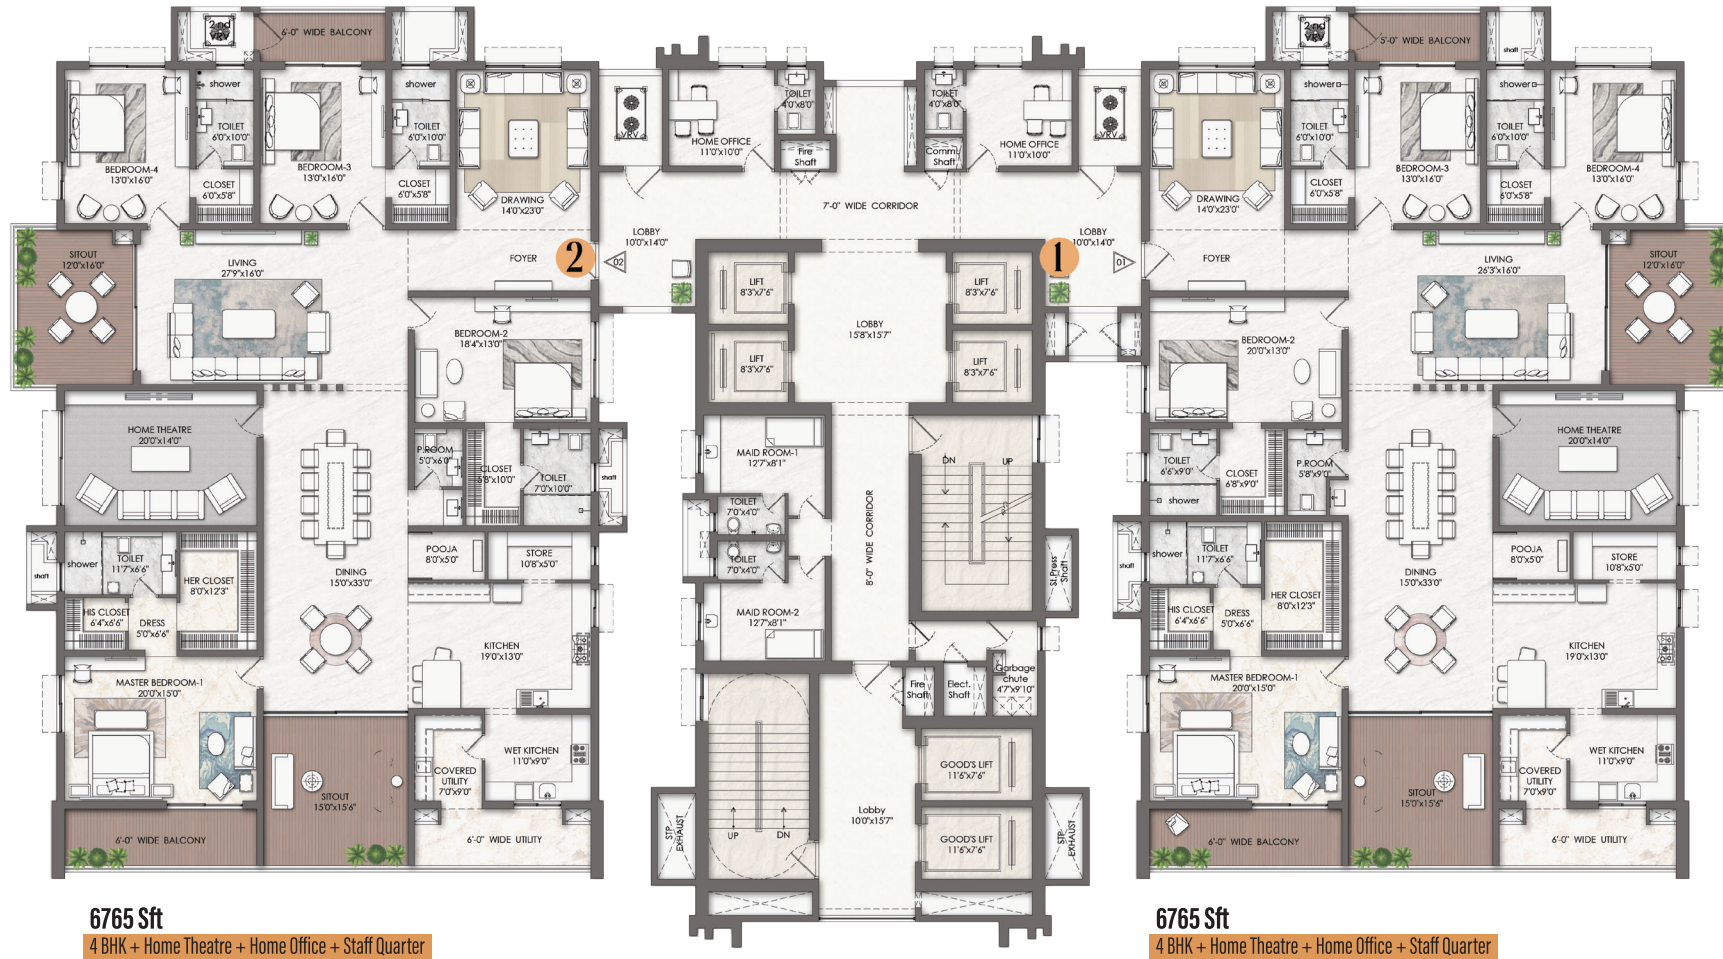 2nd
VRV
6'-0" WIDE BALCONY
shower
shower
TOILET
6'0"x10'0"
TOILET
6'0"x10'0"
BEDROOM-4
13'0"x16'0"
BEDROOM-3
13'0"x16'0"
CLOSET
6'0"x5'8"
CLOSET
6'0"x5'8"
DRAWING
14'0"x23'0"
VRV
HOME OFFICE
11'0"x10'0"
TOILET
4'0"x8'0"
Fire
Shaft
SITOUT
12'0"x16'0"
LIVING
27'9"x16'0"
FOYER
2
02
LOBBY
10'0"x14'0"
BEDROOM-2
18'4"x13'0"
HOME THEATRE
20'0"x14'0"
P.ROOM
5'0"x6'0"
CLOSET
5'8"x10'0"
TOILET
7'0"x10'0"
shaft
shaft
shower
TOILET
11'7"x6'6"
HER CLOSET
8'0"x12'3"
HIS CLOSET
6'4"x6'6"
DRESS
5'0"x6'6"
DINING
15'0"x33'0"
POOJA
8'0"x5'0"
STORE
10'8"x5'0"
KITCHEN
19'0"x13'0"
MASTER BEDROOM-1
20'0"x15'0"
WET KITCHEN
11'0"x9'0"
COVERED
UTILITY
7'0"x9'0"
SITOUT
15'0"x15'6"
6'-0" WIDE BALCONY
6'-0" WIDE UTILITY
6765 Sft
4 BHK + Home Theatre + Home Office + Staff Quarter
7'-0" WIDE CORRIDOR
LIFT
8'3"x7'6"
LIFT
8'3"x7'6"
LOBBY
15'8"x15'7"
LIFT
8'3"x7'6"
LIFT
8'3"x7'6"
MAID ROOM-1
12'7"x8'1"
TOILET
7'0"x4'0"
TOILET
7'0"x4'0"
MAID ROOM-2
12'7"x8'1"
8'-0" WIDE CORRIDOR
DN
UP
St.Press
Shaft
Fire
Shaft
Elect.
Shaft
Garbage
chute
4'7"x9'10"
GOOD'S LIFT
11'6"x7'6"
GOOD'S LIFT
11'6"x7'6"
Lobby
10'0"x15'7"
UP
DN
STP
EXHAUST
STP
EXHAUST
TOILET
4'0"x8'0"
Comm.
Shaft
HOME OFFICE
11'0"x10'0"
VRV
LOBBY
10'0"x14'0"
1
01
2nd
VRV
5'-0" WIDE BALCONY
shaft
shower
shower
TOILET
6'0"x10'0"
TOILET
6'0"x10'0"
DRAWING
14'0"x23'0"
CLOSET
6'0"x5'8"
BEDROOM-3
13'0"x16'0"
CLOSET
6'0"x5'8"
BEDROOM-4
13'0"x16'0"
FOYER
LIVING
26'3"x16'0"
SITOUT
12'0"x16'0"
BEDROOM-2
20'0"x13'0"
TOILET
6'6"x9'0"
shower
CLOSET
6'8"x9'0"
P.ROOM
5'8"x9'0"
HOME THEATRE
20'0"x14'0"
shaft
shower
TOILET
11'7"x6'6"
HER CLOSET
8'0"x12'3"
HIS CLOSET
6'4"x6'6"
DRESS
5'0"x6'6"
DINING
15'0"x33'0"
POOJA
8'0"x5'0"
STORE
10'8"x5'0"
KITCHEN
19'0"x13'0"
MASTER BEDROOM-1
20'0"x15'0"
WET KITCHEN
11'0"x9'0"
COVERED
UTILITY
7'0"x9'0"
SITOUT
15'0"x15'6"
6'-0" WIDE BALCONY
6'-0" WIDE UTILITY
6765 Sft
4 BHK + Home Theatre + Home Office + Staff Quarter